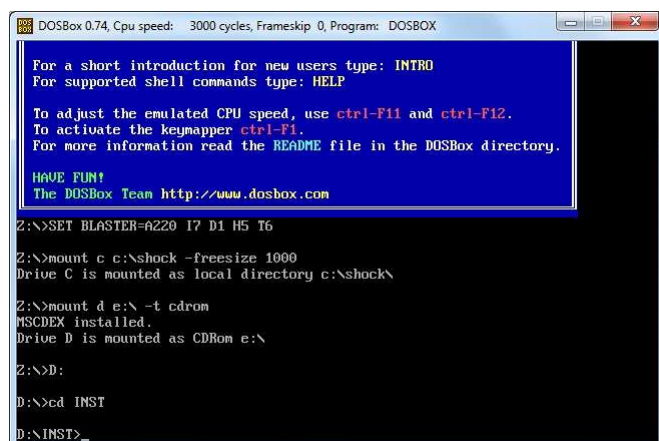 DOSBox 0.74, Cpu speed: 3000 cycles, Frameskip 0, Program: DOSBOX
For a short introduction for new users type: INTRO
For supported shell commands type: HELP
To adjust the emulated CPU speed, use ctrl-F11 and ctrl-F12.
To activate the keymapper ctrl-F1.
For more information read the README file in the DOSBox directory.
HAVE FUN!
The DOSBox Team http://www.dosbox.com
Z:\>SET BLASTER=A220 I7 D1 H5 T6
Z:\>mount c c:\shock -freesize 1000
Drive C is mounted as local directory c:\shock\
Z:\>mount d e:\ -t cdrom
MSCDEX installed.
Drive D is mounted as CDRom e:\
Z:\>D:
D:\>cd INST
D:\INST>_